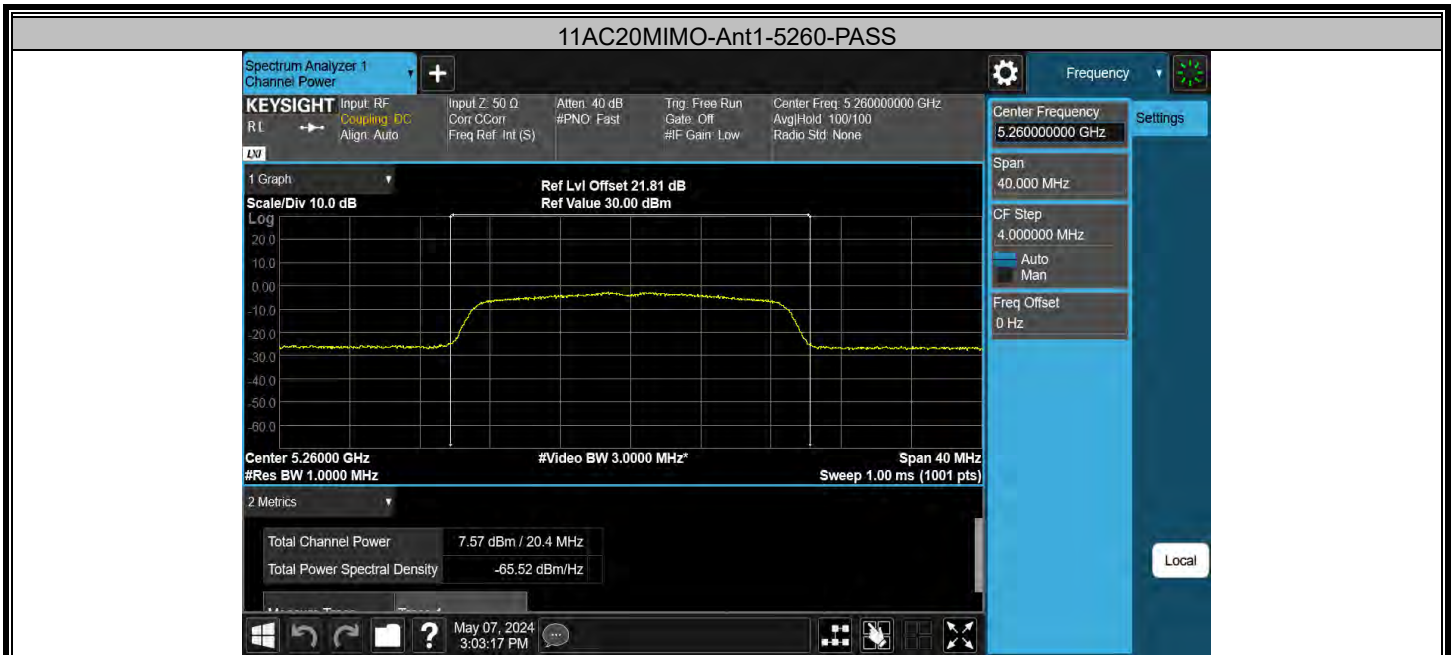 11AC20MIMO-Ant1-5260-PASS
Spectrum Analyzer 1
Channel Power
+
Frequency
KEYSIGHT
RL
LXI
Input: RF
Coupling: DC
Align: Auto
Input Z: 50 Ω
Corr CCorr
Freq Ref: Int (S)
Atten: 40 dB
#PNO: Fast
Trig: Free Run
Gate: Off
#IF Gain: Low
Center Freq: 5.260000000 GHz
Avg|Hold: 100/100
Radio Std: None
Center Frequency
5.260000000 GHz
Settings
Span
40.000 MHz
CF Step
4.000000 MHz
Auto
Man
Freq Offset
0 Hz
1 Graph
Scale/Div 10.0 dB
Ref Lvl Offset 21.81 dB
Ref Value 30.00 dBm
Log
20.0
10.0
0.00
-10.0
-20.0
-30.0
-40.0
-50.0
-60.0
Center 5.26000 GHz
#Video BW 3.0000 MHz*
Span 40 MHz
#Res BW 1.0000 MHz
Sweep 1.00 ms (1001 pts)
2 Metrics
Total Channel Power 7.57 dBm / 20.4 MHz
Total Power Spectral Density -65.52 dBm/Hz
Local
?
May 07, 2024
3:03:17 PM